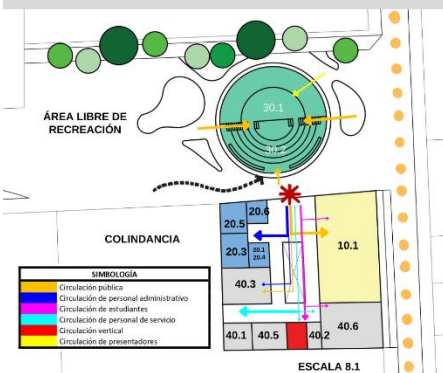 30.1
30.2
ÁREA LIBRE DE
RECREACIÓN
20.6
20.5
COLINDANCIA
20.3
20.1
20.4
10.1
40.3
SIMBOLOGÍA
Circulación pública
Circulación de personal administrativo
Circulación de estudiantes
Circulación de personal de servicio
Circulación vertical
Circulación de presentadores
40.1
40.5
40.2
40.6
ESCALA 8.1